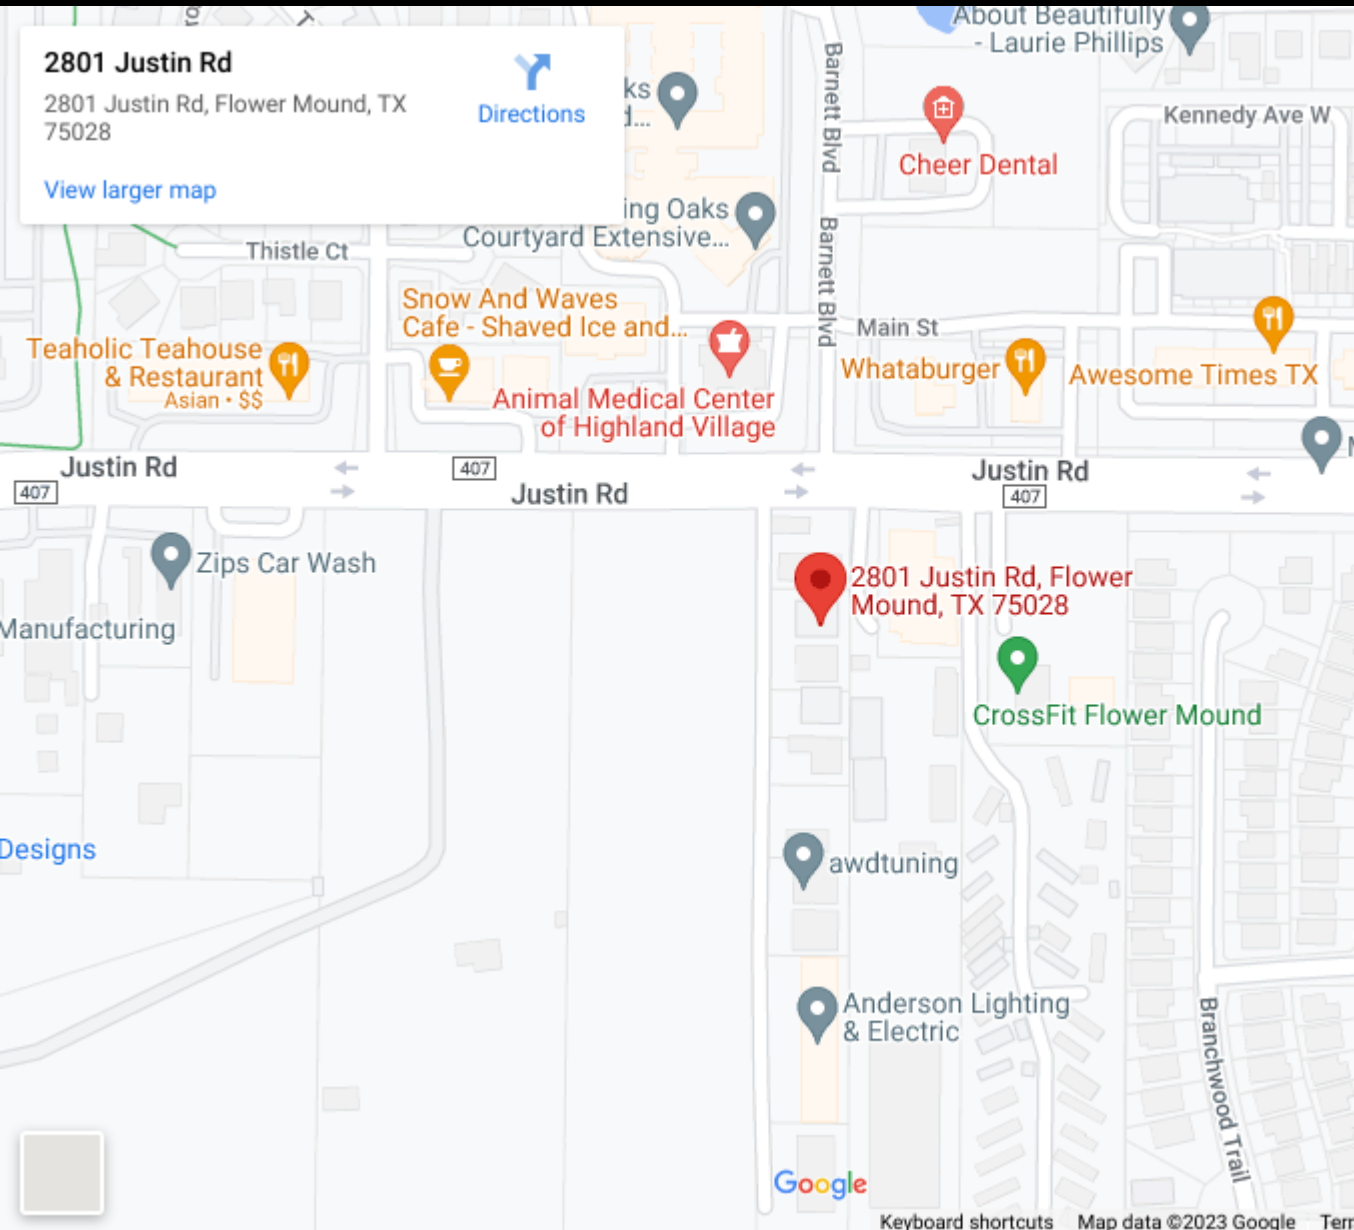 2801 Justin Rd
2801 Justin Rd, Flower Mound, TX
75028
Directions
View larger map
About Beautifully
- Laurie Phillips
Barnett Blvd
Kennedy Ave W
Cheer Dental
ing Oaks
Courtyard Extensive...
Barnett Blvd
Thistle Ct
Snow And Waves
Cafe - Shaved Ice and...
Main St
Teaholic Teahouse
& Restaurant
Asian • $$
Whataburger
Awesome Times TX
Animal Medical Center
of Highland Village
Justin Rd
407
Justin Rd
407
Justin Rd
407
Zips Car Wash
2801 Justin Rd, Flower
Mound, TX 75028
Manufacturing
CrossFit Flower Mound
Designs
awdtuning
Anderson Lighting
& Electric
Branchwood Trail
Google
Keyboard shortcuts
Map data ©2023 Google